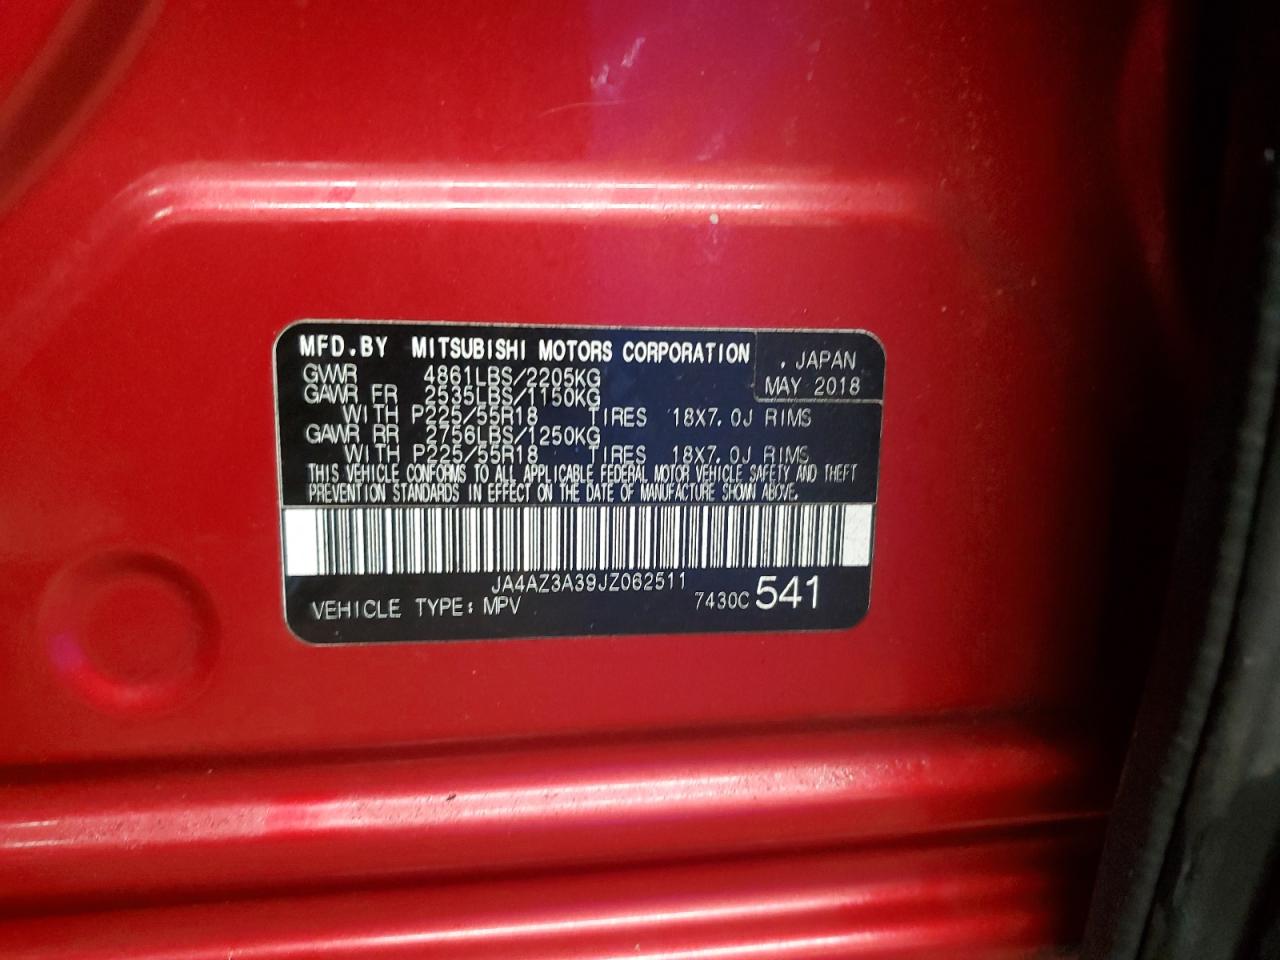 MFD.BY MITSUBISHI MOTORS CORPORATION
. JAPAN
MAY 2018
GVWR 4861LBS/2205KG
GAWR FR 2535LBS/1150KG
WITH P225/55R18 TIRES 18X7.0J RIMS
GAWR RR 2756LBS/1250KG
WITH P225/55R18 TIRES 18X7.0J RIMS
THIS VEHICLE CONFORMS TO ALL APPLICABLE FEDERAL MOTOR VEHICLE SAFETY AND THEFT
PREVENTION STANDARDS IN EFFECT ON THE DATE OF MANUFACTURE SHOWN ABOVE.
JA4AZ3A39JZ062511
VEHICLE TYPE: MPV 7430C 541